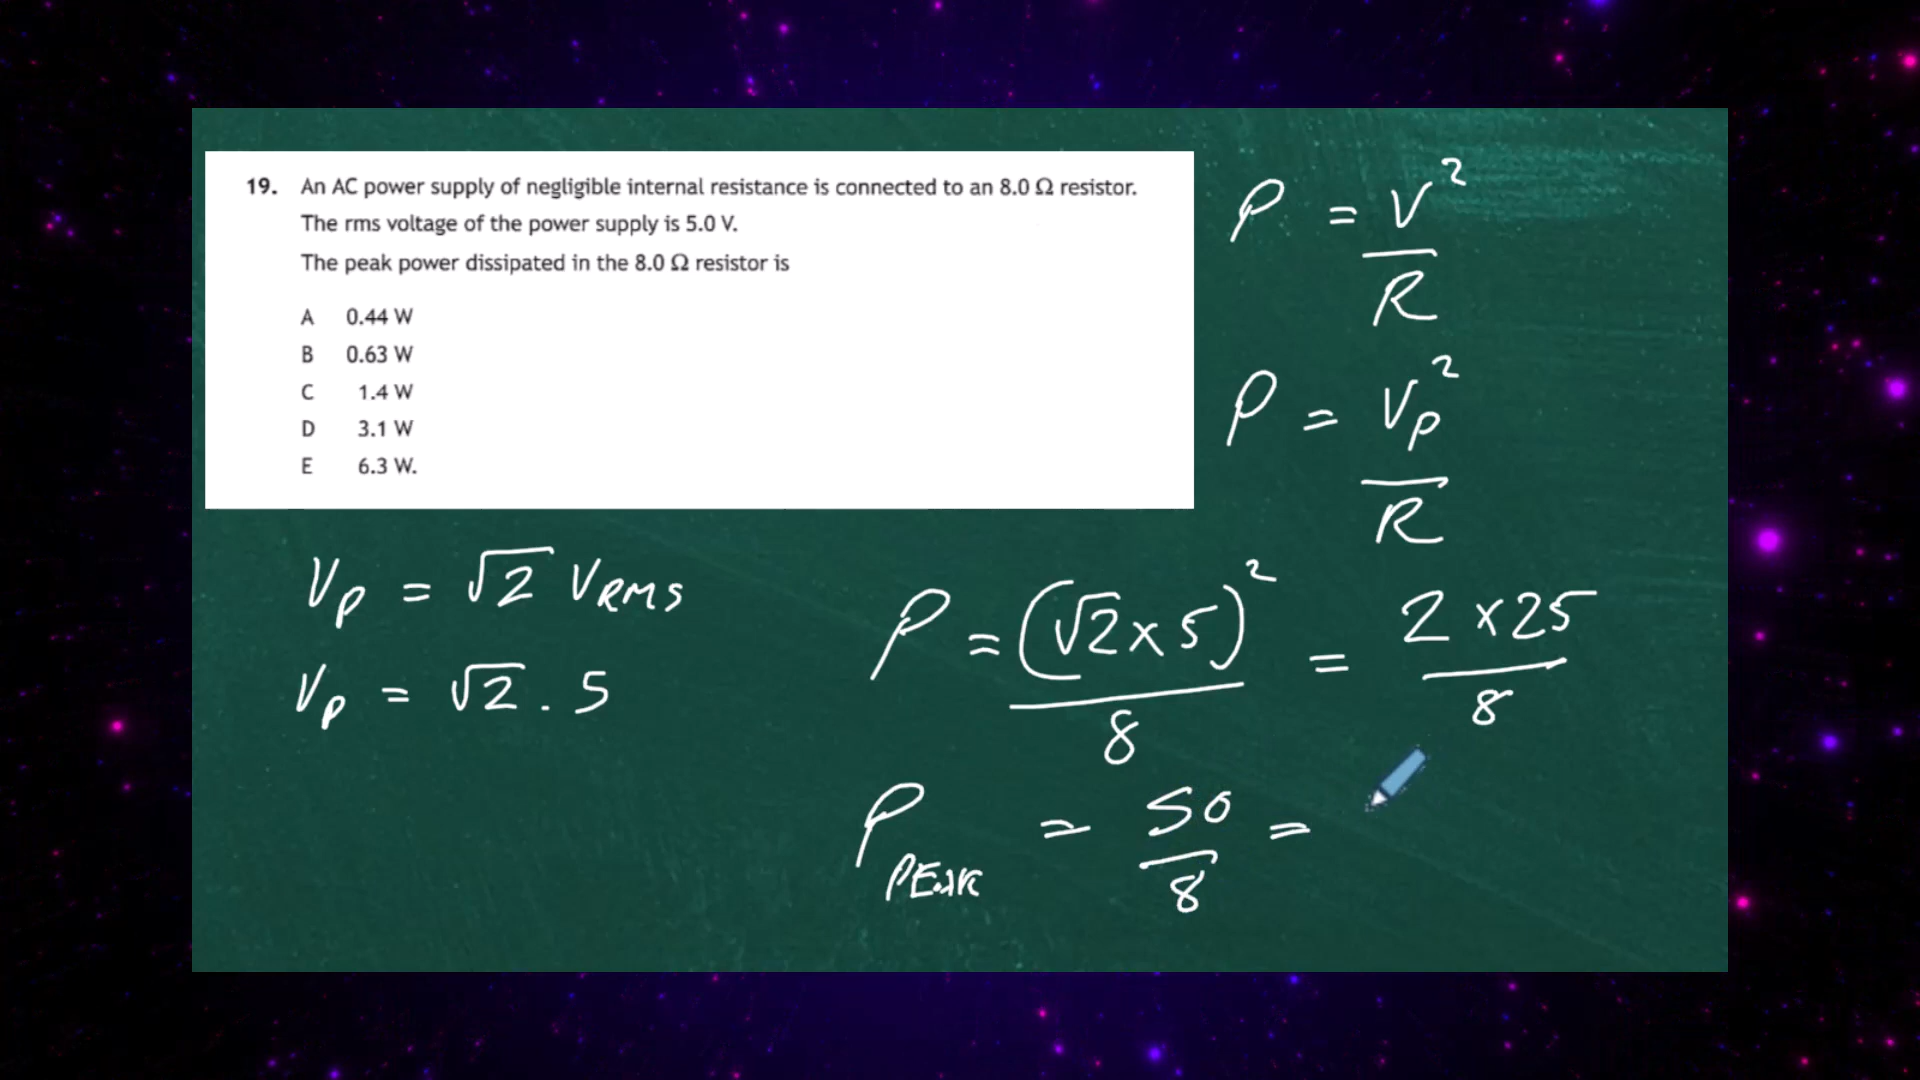 19. An AC power supply of negligible internal resistance is connected to an 8.0 Ω resistor.
The rms voltage of the power supply is 5.0 V.
The peak power dissipated in the 8.0 Ω resistor is
A 0.44 W
B 0.63 W
C 1.4 W
D 3.1 W
E 6.3 W.
P = V²/R
P = Vp²/R
Vp = √2 VRMS
Vp = √2 . 5
P = (√2 × 5)²/8 = 2 × 25/8
P PEAK = 50/8 =